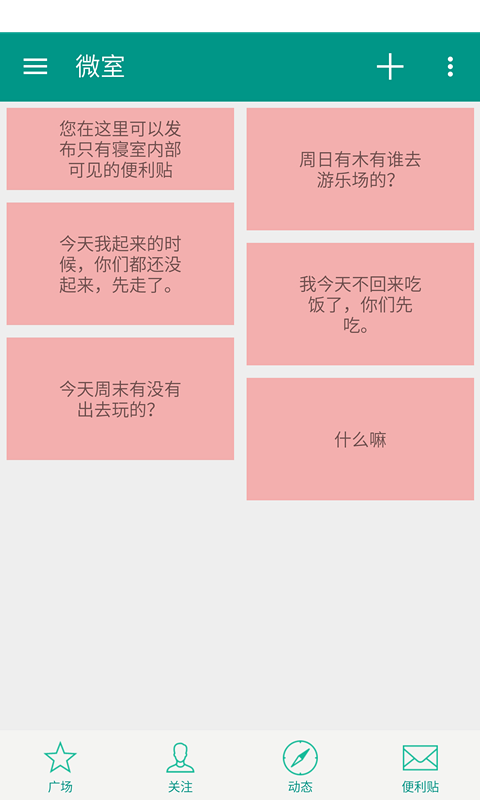 微室
您在这里可以发
布只有寝室内部
可见的便利贴
周日有木有谁去
游乐场的?
今天我起来的时
候，你们都还没
起来，先走了。
我今天不回来吃
饭了，你们先
吃。
今天周末有没有
出去玩的?
什么嘛
广场
关注
动态
便利贴